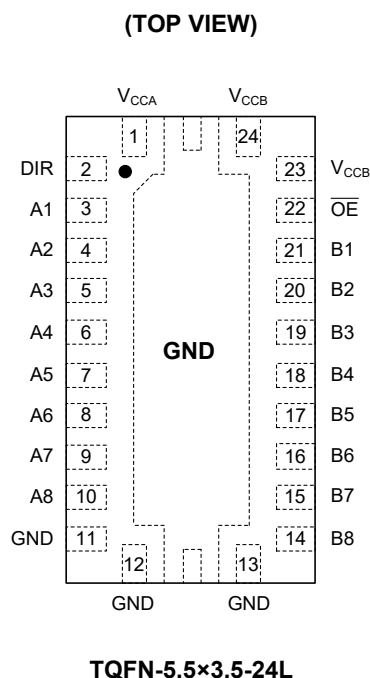 (TOP VIEW)
VCCA VCCB
1 24
DIR 2 23 VCCB
A1 3 22 OE
A2 4 21 B1
A3 5 20 B2
A4 6 19 B3
GND
A5 7 18 B4
A6 8 17 B5
A7 9 16 B6
A8 10 15 B7
GND 11 14 B8
12 13
GND GND
TQFN-5.5×3.5-24L